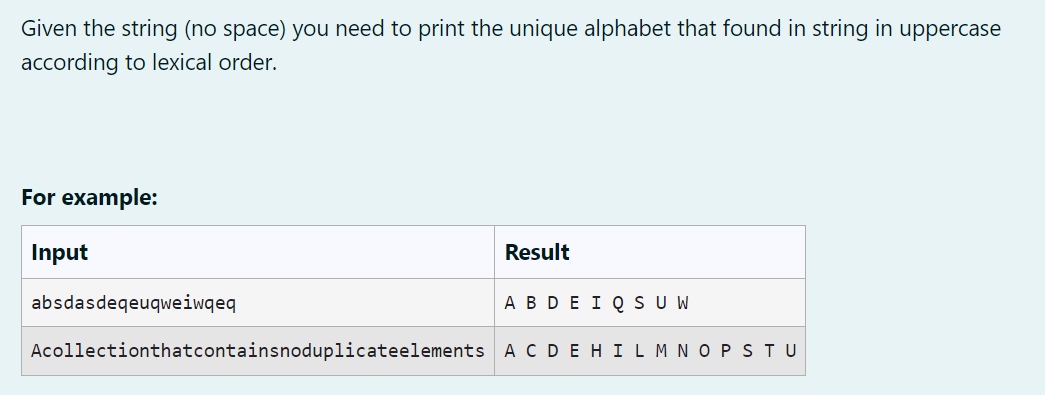 Given the string (no space) you need to print the unique alphabet that found in string in uppercase
according to lexical order.
For example:
Input Result
absdasdeqeuqweiwqeq A B D E I Q S U W
Acollectionthatcontainsnoduplicateelements A C D E H I L M N O P S T U